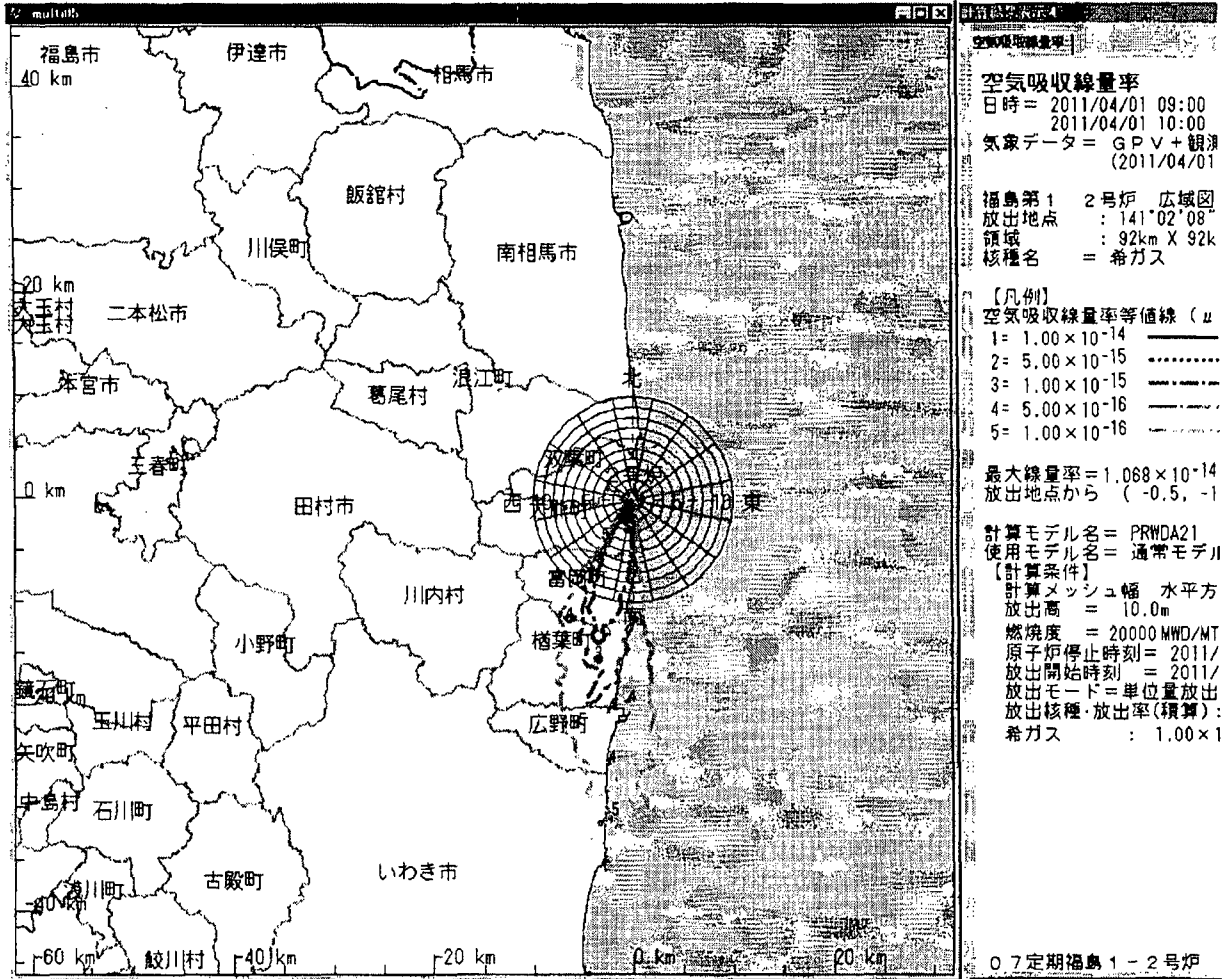 福島市
伊達市
40 km
相馬市
飯舘村
川俣町
南相馬市
20 km
大玉村
二本松市
本宮市
浪江町
北
葛尾村
双葉町
三春町
0 km
田村市
西
東
富岡町
川内村
南
小野町
楢葉町
鏡石町
玉川村
平田村
広野町
矢吹町
中島村
石川町
古殿町
いわき市
浅川町
-40 km
鮫川村
-60 km
-40 km
-20 km
0 km
20 km
空気吸収線量率
空気吸収線量率
日時= 2011/04/01 09:00
2011/04/01 10:00
気象データ= GPV+観測
(2011/04/01
福島第1 2号炉 広域図
放出地点 : 141°02'08"
領域 : 92km X 92k
核種名 = 希ガス
【凡例】
空気吸収線量率等値線 (μ
1= 1.00×10-14
2= 5.00×10-15
3= 1.00×10-15
4= 5.00×10-16
5= 1.00×10-16
最大線量率=1.068×10-14
放出地点から ( -0.5, -1
計算モデル名= PRWDA21
使用モデル名= 通常モデル
【計算条件】
計算メッシュ幅 水平方
放出高 = 10.0m
燃焼度 = 20000MWD/MT
原子炉停止時刻= 2011/
放出開始時刻 = 2011/
放出モード=単位量放出
放出核種・放出率(積算):
希ガス : 1.00×1
07定期福島1-2号炉